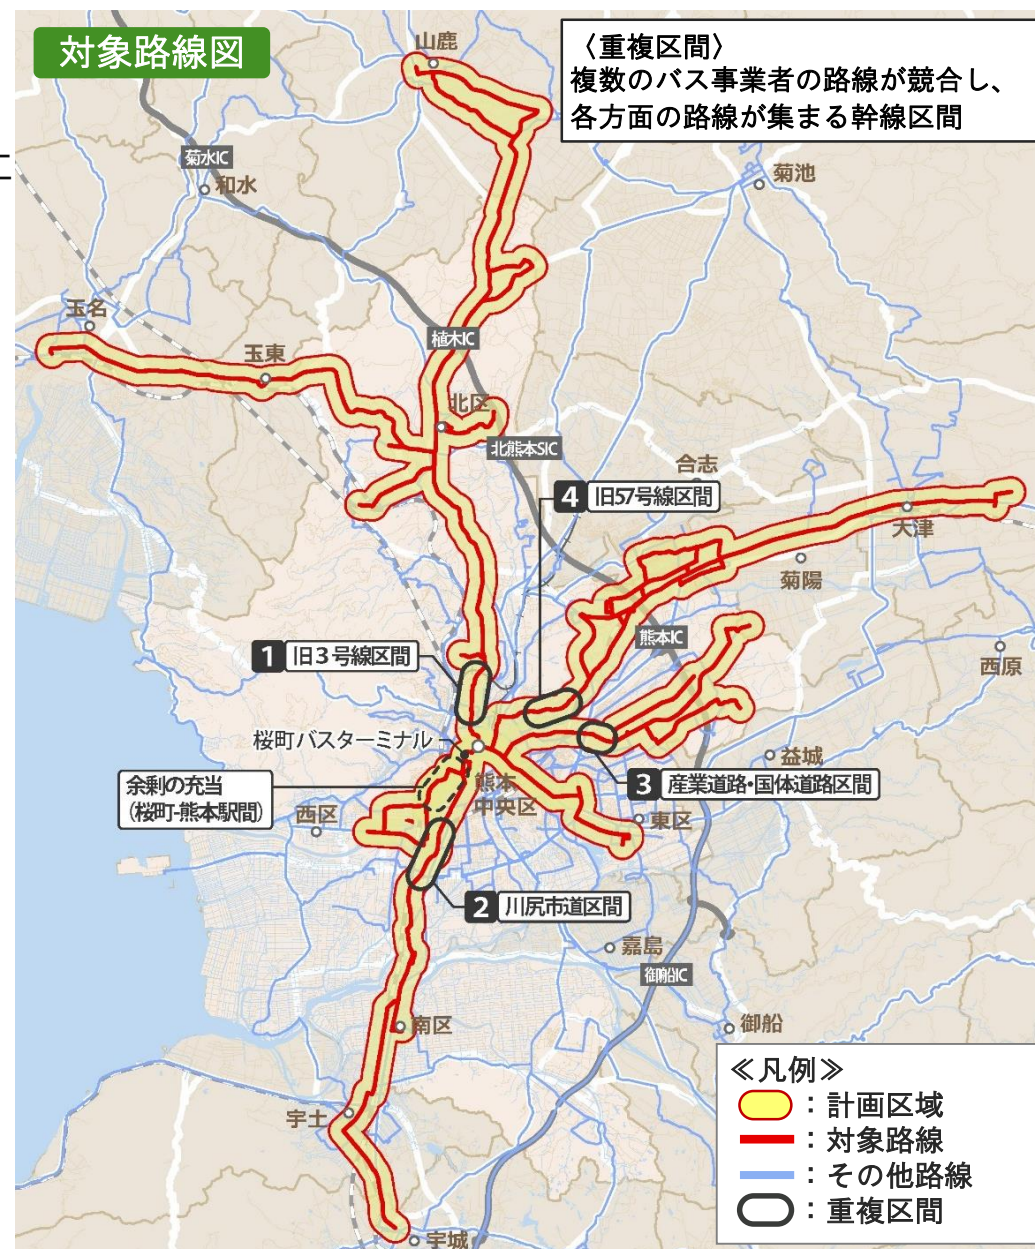 対象路線図
〈重複区間〉
複数のバス事業者の路線が競合し、
各方面の路線が集まる幹線区間
山鹿
菊水IC
和水
菊池
玉名
植木IC
玉東
北区
北熊本SIC
合志
4 旧57号線区間
大津
菊陽
熊本IC
1 旧3号線区間
西原
桜町バスターミナル
益城
余剰の充当
(桜町-熊本駅間)
熊本
中央区
3 産業道路・国体道路区間
西区
東区
2 川尻市道区間
嘉島
御船IC
南区
御船
宇土
宇城
≪凡例≫
：計画区域
：対象路線
：その他路線
：重複区間